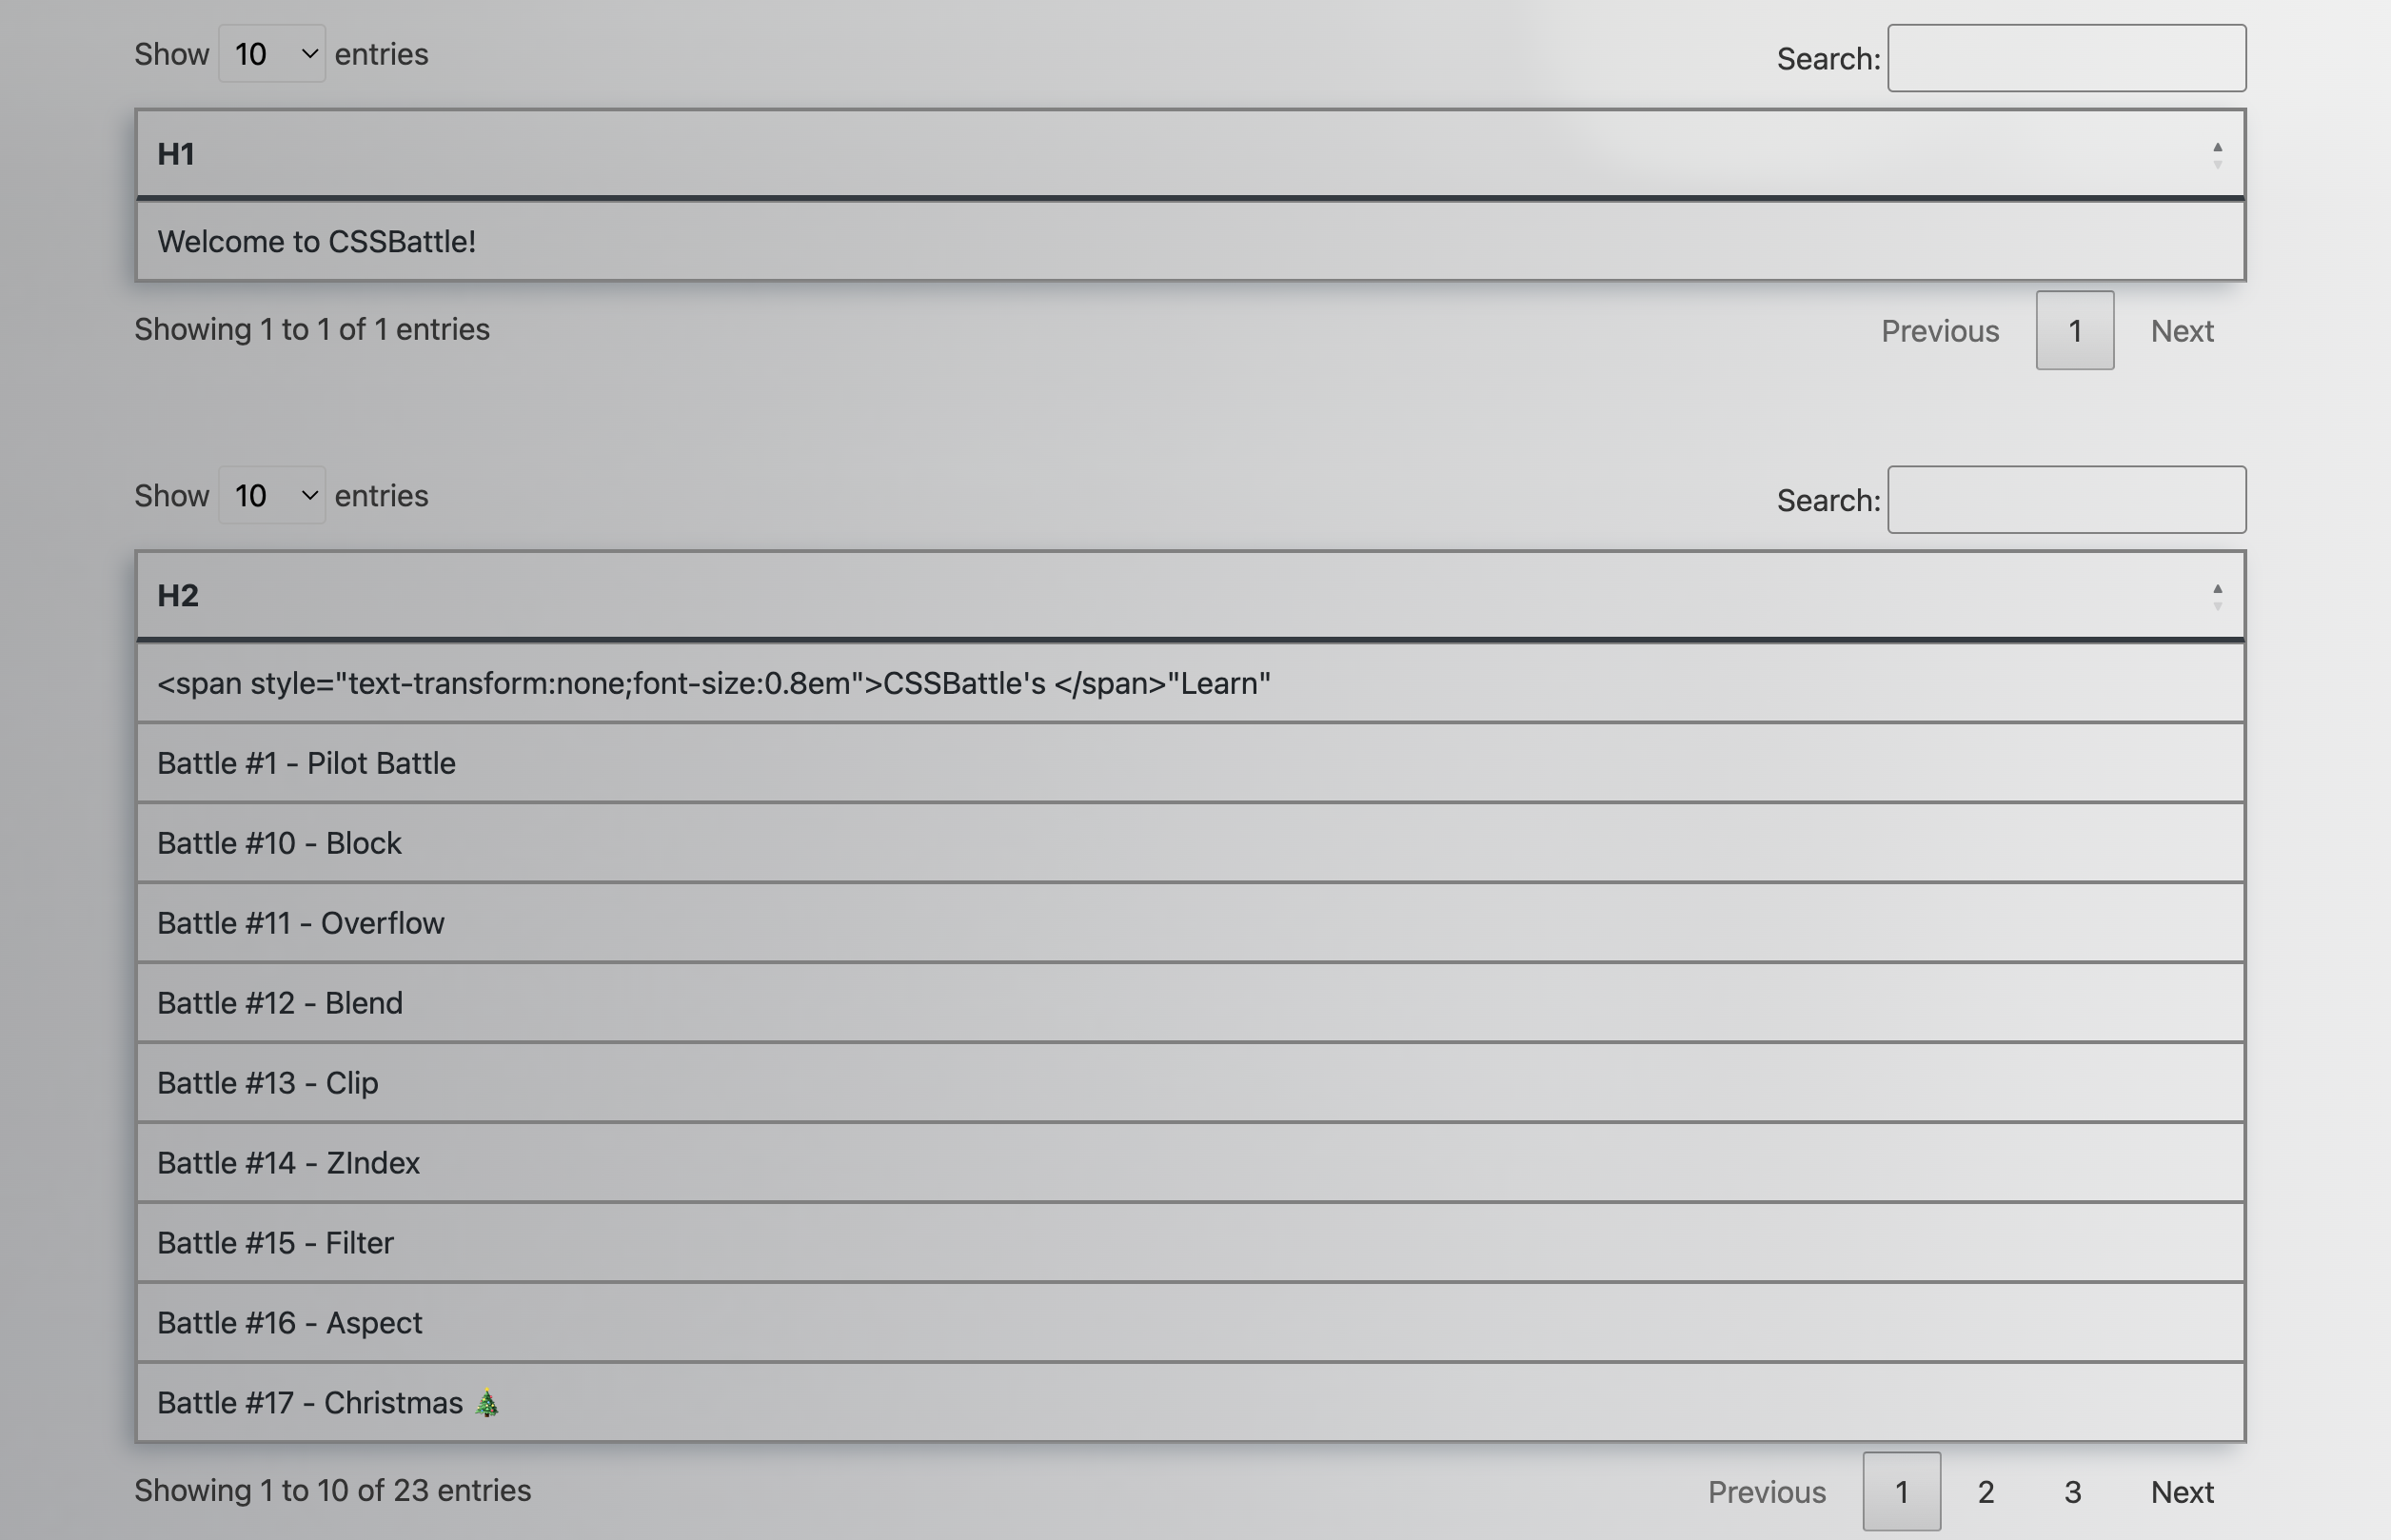 Show 10 entries Search:
H1
Welcome to CSSBattle!
Showing 1 to 1 of 1 entries Previous 1 Next
Show 10 entries Search:
H2
<span style="text-transform:none;font-size:0.8em">CSSBattle's </span>"Learn"
Battle #1 - Pilot Battle
Battle #10 - Block
Battle #11 - Overflow
Battle #12 - Blend
Battle #13 - Clip
Battle #14 - ZIndex
Battle #15 - Filter
Battle #16 - Aspect
Battle #17 - Christmas 🎄
Showing 1 to 10 of 23 entries Previous 1 2 3 Next